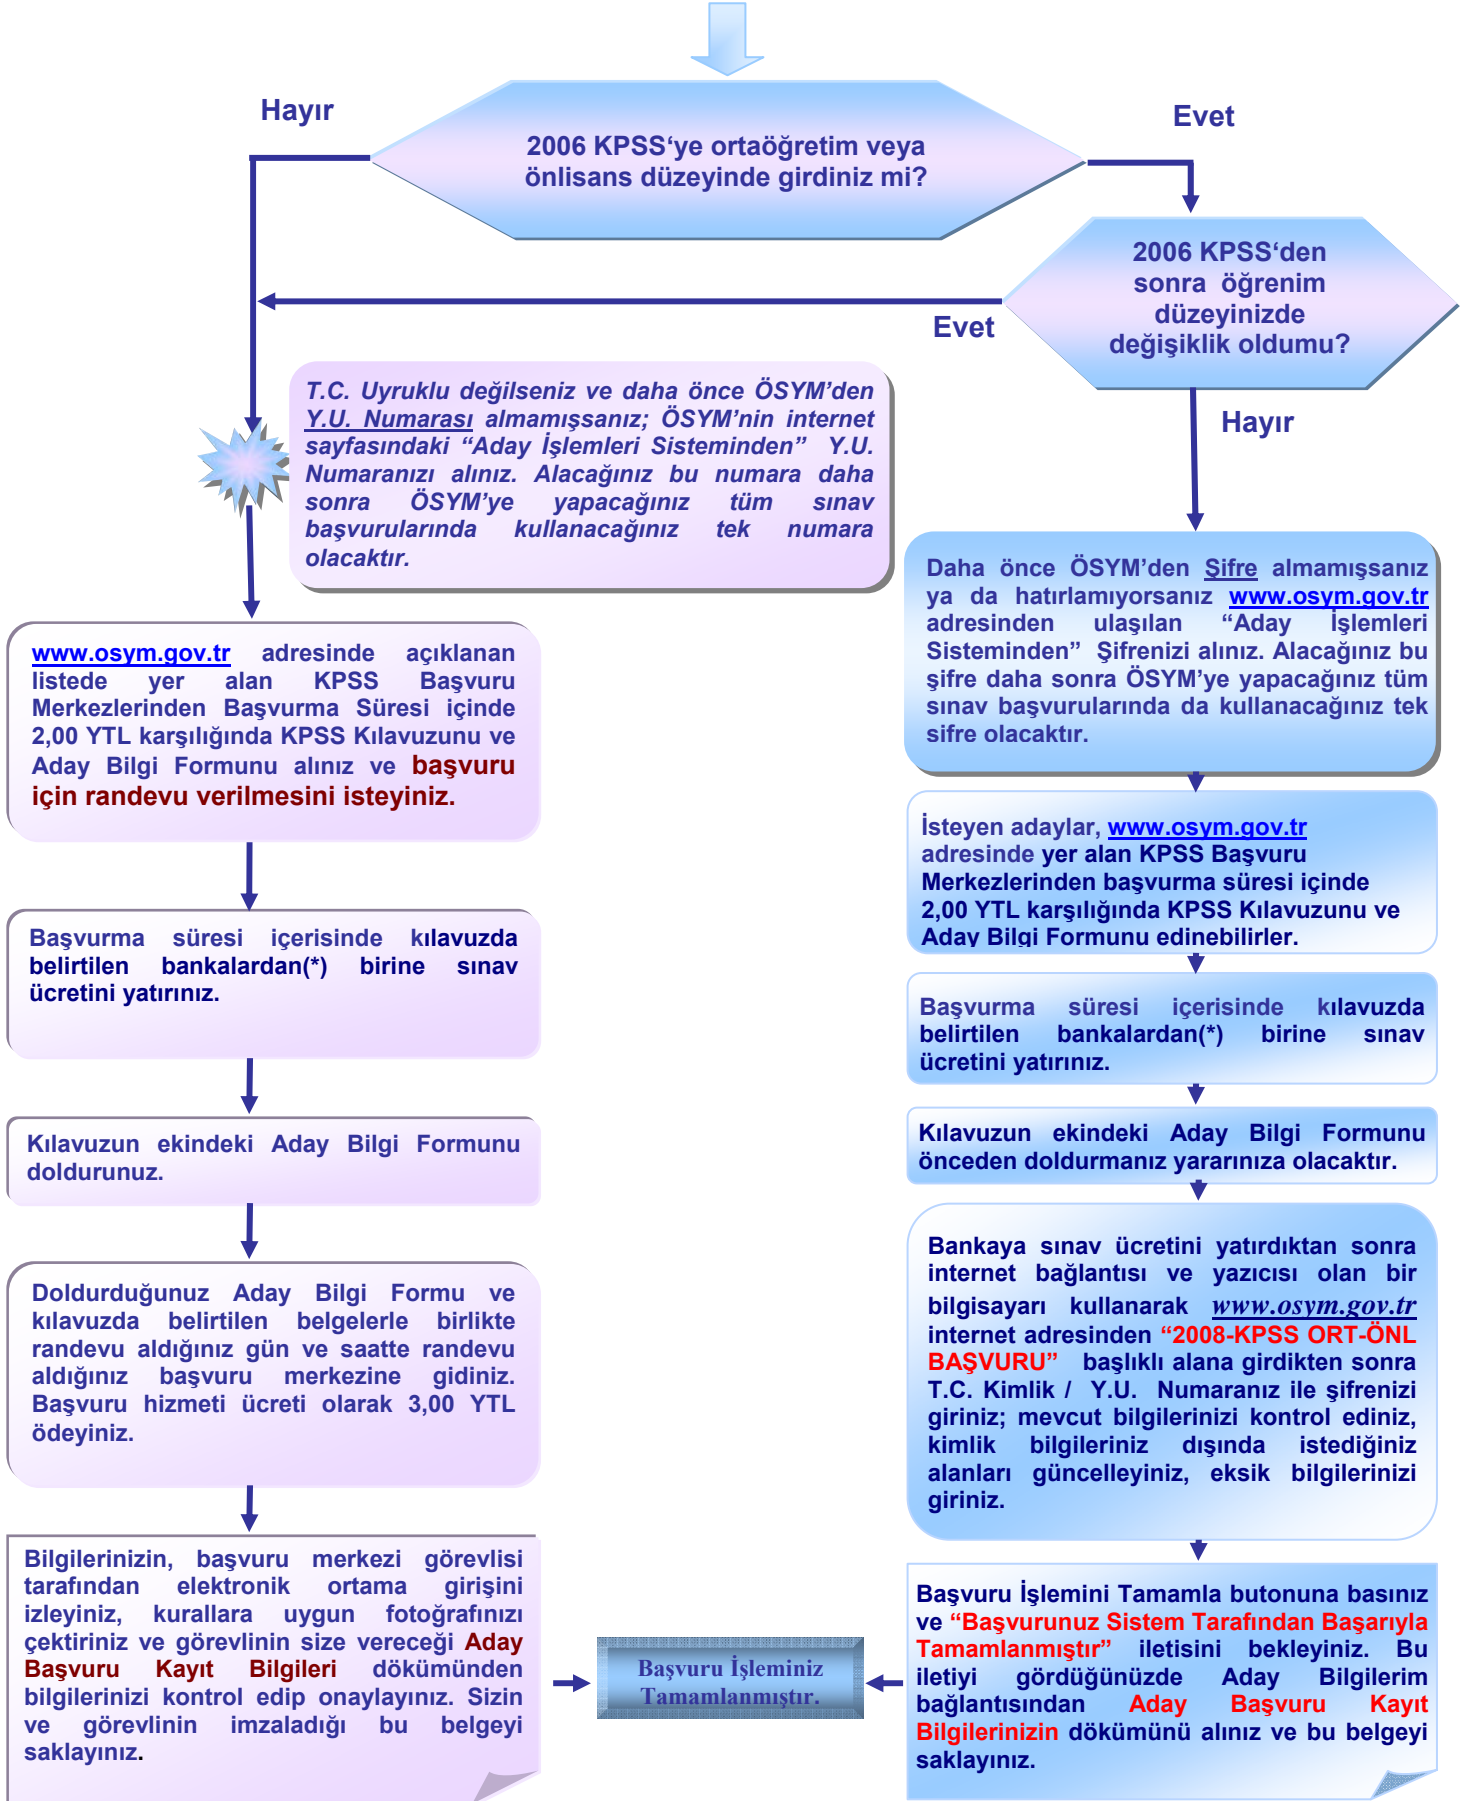 Hayır
Evet
2006 KPSS‘ye ortaöğretim veya
önlisans düzeyinde girdiniz mi?
2006 KPSS‘den
sonra öğrenim
düzeyinizde
değişiklik oldumu?
Evet
Hayır
T.C. Uyruklu değilseniz ve daha önce ÖSYM’den
Y.U. Numarası almamışsanız; ÖSYM’nin internet
sayfasındaki “Aday İşlemleri Sisteminden” Y.U.
Numaranızı alınız. Alacağınız bu numara daha
sonra ÖSYM’ye yapacağınız tüm sınav
başvurularında kullanacağınız tek numara
olacaktır.
www.osym.gov.tr adresinde açıklanan
listede yer alan KPSS Başvuru
Merkezlerinden Başvurma Süresi içinde
2,00 YTL karşılığında KPSS Kılavuzunu ve
Aday Bilgi Formunu alınız ve başvuru
için randevu verilmesini isteyiniz.
Başvurma süresi içerisinde kılavuzda
belirtilen bankalardan(*) birine sınav
ücretini yatırınız.
Kılavuzun ekindeki Aday Bilgi Formunu
doldurunuz.
Doldurduğunuz Aday Bilgi Formu ve
kılavuzda belirtilen belgelerle birlikte
randevu aldığınız gün ve saatte randevu
aldığınız başvuru merkezine gidiniz.
Başvuru hizmeti ücreti olarak 3,00 YTL
ödeyiniz.
Bilgilerinizin, başvuru merkezi görevlisi
tarafından elektronik ortama girişini
izleyiniz, kurallara uygun fotoğrafınızı
çektiriniz ve görevlinin size vereceği Aday
Başvuru Kayıt Bilgileri dökümünden
bilgilerinizi kontrol edip onaylayınız. Sizin
ve görevlinin imzaladığı bu belgeyi
saklayınız.
Daha önce ÖSYM’den Şifre almamışsanız
ya da hatırlamıyorsanız www.osym.gov.tr
adresinden ulaşılan “Aday İşlemleri
Sisteminden” Şifrenizi alınız. Alacağınız bu
şifre daha sonra ÖSYM’ye yapacağınız tüm
sınav başvurularında da kullanacağınız tek
sifre olacaktır.
İsteyen adaylar, www.osym.gov.tr
adresinde yer alan KPSS Başvuru
Merkezlerinden başvurma süresi içinde
2,00 YTL karşılığında KPSS Kılavuzunu ve
Aday Bilgi Formunu edinebilirler.
Başvurma süresi içerisinde kılavuzda
belirtilen bankalardan(*) birine sınav
ücretini yatırınız.
Kılavuzun ekindeki Aday Bilgi Formunu
önceden doldurmanız yararınıza olacaktır.
Bankaya sınav ücretini yatırdıktan sonra
internet bağlantısı ve yazıcısı olan bir
bilgisayarı kullanarak www.osym.gov.tr
internet adresinden “2008-KPSS ORT-ÖNL
BAŞVURU” başlıklı alana girdikten sonra
T.C. Kimlik / Y.U. Numaranız ile şifrenizi
giriniz; mevcut bilgilerinizi kontrol ediniz,
kimlik bilgileriniz dışında istediğiniz
alanları güncelleyiniz, eksik bilgilerinizi
giriniz.
Başvuru İşlemini Tamamla butonuna basınız
ve “Başvurunuz Sistem Tarafından Başarıyla
Tamamlanmıştır” iletisini bekleyiniz. Bu
iletiyi gördüğünüzde Aday Bilgilerim
bağlantısından Aday Başvuru Kayıt
Bilgilerinizin dökümünü alınız ve bu belgeyi
saklayınız.
Başvuru İşleminiz
Tamamlanmıştır.